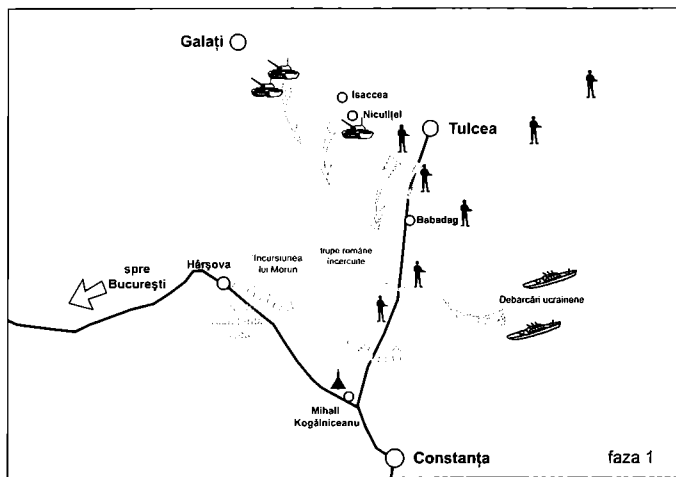 Galați
Isaccea
Niculițel
Tulcea
Babadag
spre
București
Hârșova
Incursiunea
lui Morun
trupe române
încercuite
Debarcări ucrainene
Mihail
Kogălniceanu
Constanța
faza 1